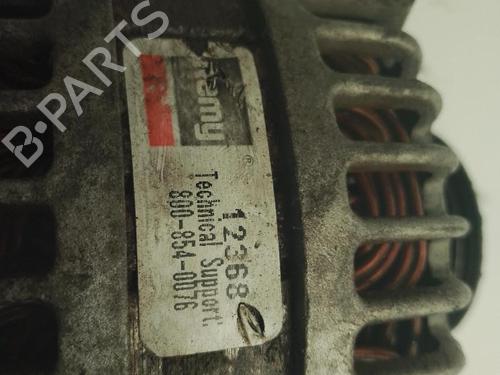 B-PARTS
Remy®
12368
Technical Support:
800-854-0076